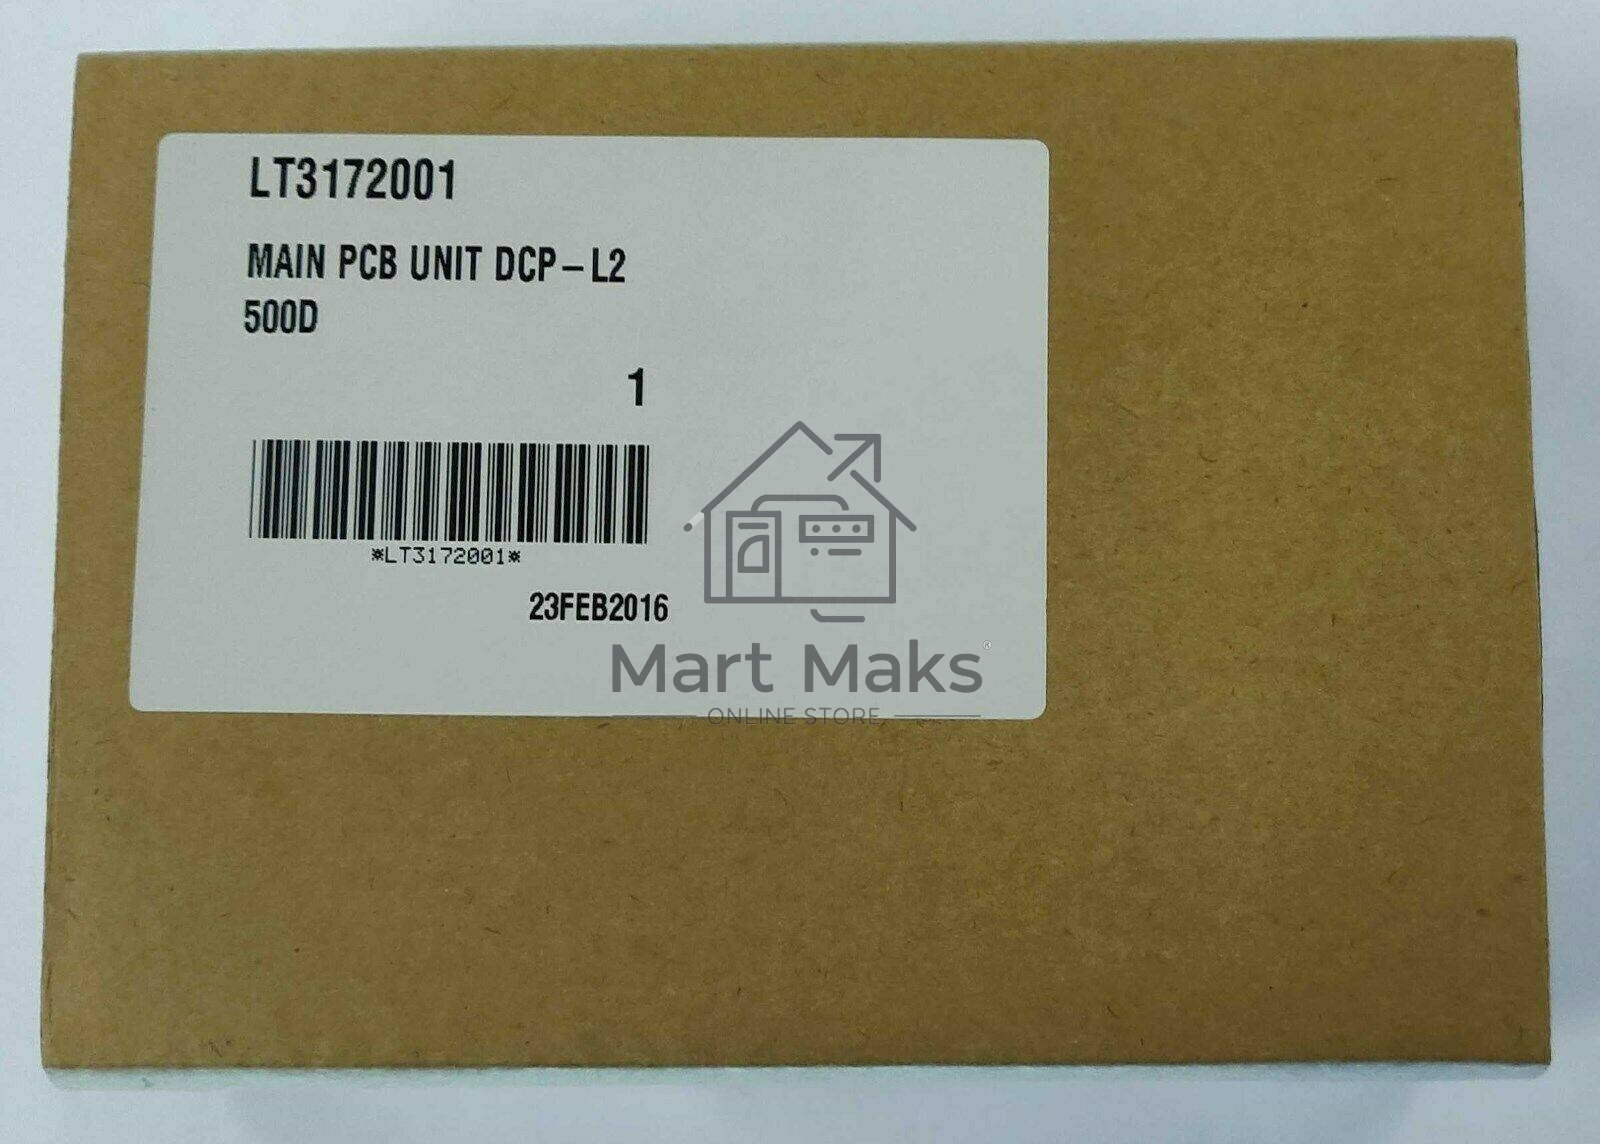 LT3172001
MAIN PCB UNIT DCP–L2
500D
1
*LT3172001*
23FEB2016
Mart Maks®
ONLINE STORE